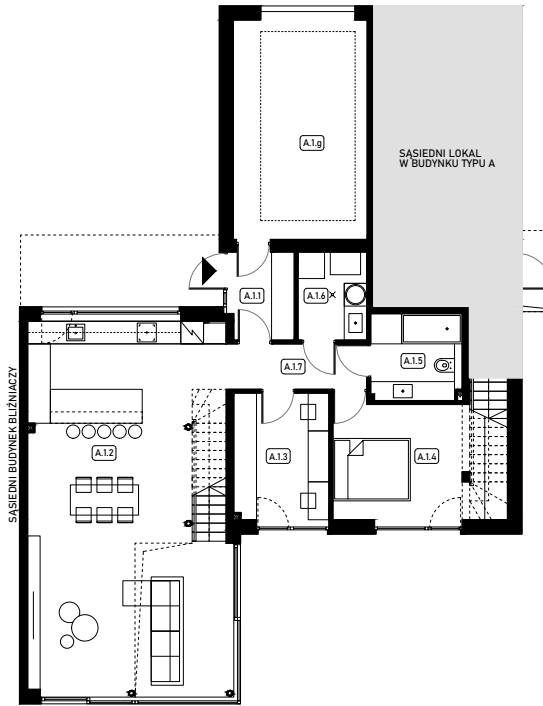 A.1.g
SĄSIEDNI LOKAL
W BUDYNKU TYPU A
A.1.1
A.1.6
A.1.7
A.1.5
A.1.2
A.1.3
A.1.4
SĄSIEDNI BUDYNEK BLIŹNIACZY